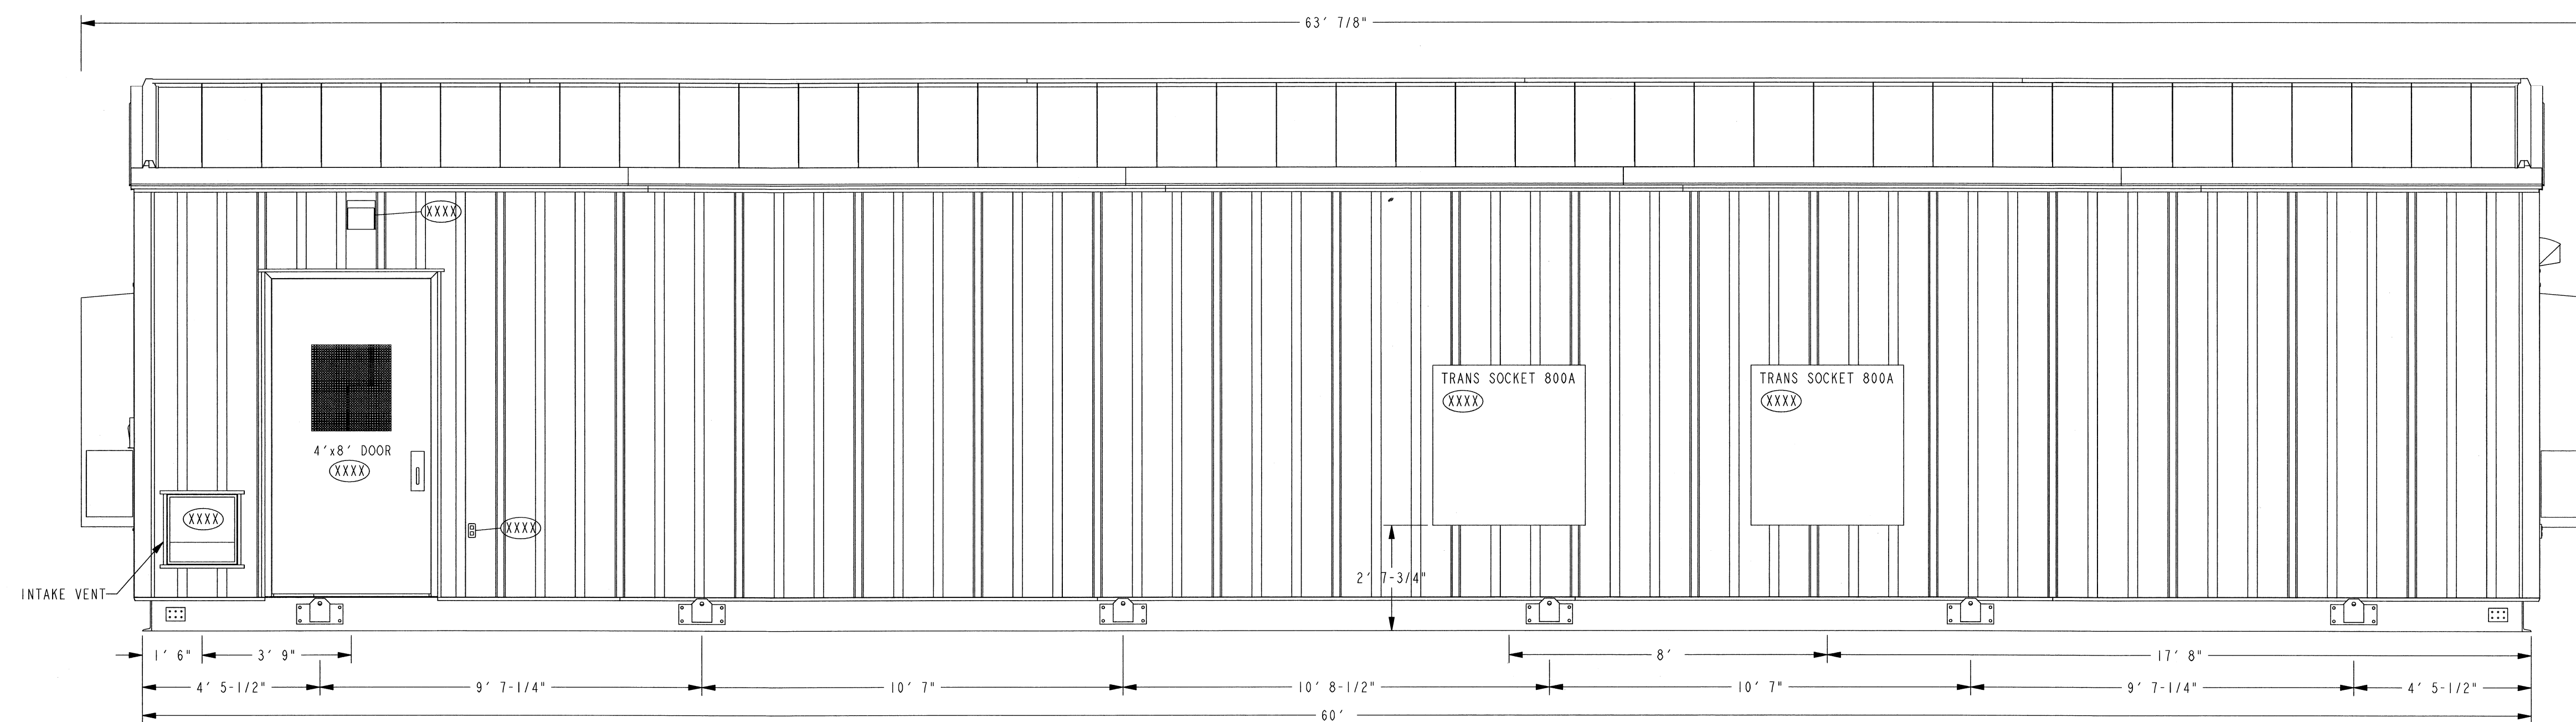 63' 7/8"
XXXX
TRANS SOCKET 800A
XXXX
TRANS SOCKET 800A
XXXX
4'x8' DOOR
XXXX
XXXX
XXXX
2' 7-3/4"
INTAKE VENT
1' 6"
3' 9"
8'
17' 8"
4' 5-1/2"
9' 7-1/4"
10' 7"
10' 8-1/2"
10' 7"
9' 7-1/4"
4' 5-1/2"
60'